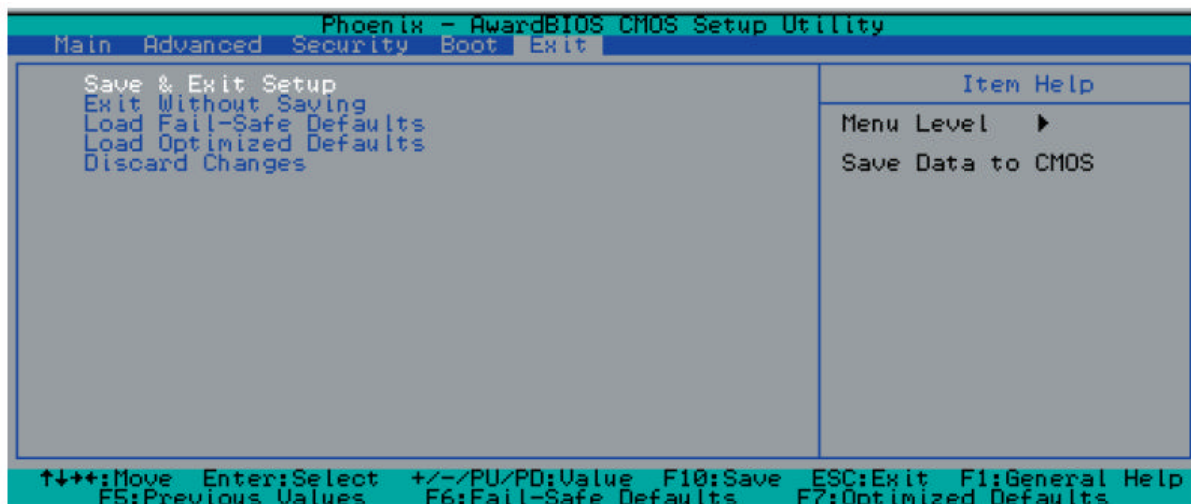 Phoenix - AwardBIOS CMOS Setup Utility
Main Advanced Security Boot Exit
Save & Exit Setup
Exit Without Saving
Load Fail-Safe Defaults
Load Optimized Defaults
Discard Changes
Item Help
Menu Level ▶
Save Data to CMOS
↑↓→←:Move Enter:Select +/-/PU/PD:Value F10:Save ESC:Exit F1:General Help
F5:Previous Values F6:Fail-Safe Defaults F7:Optimized Defaults